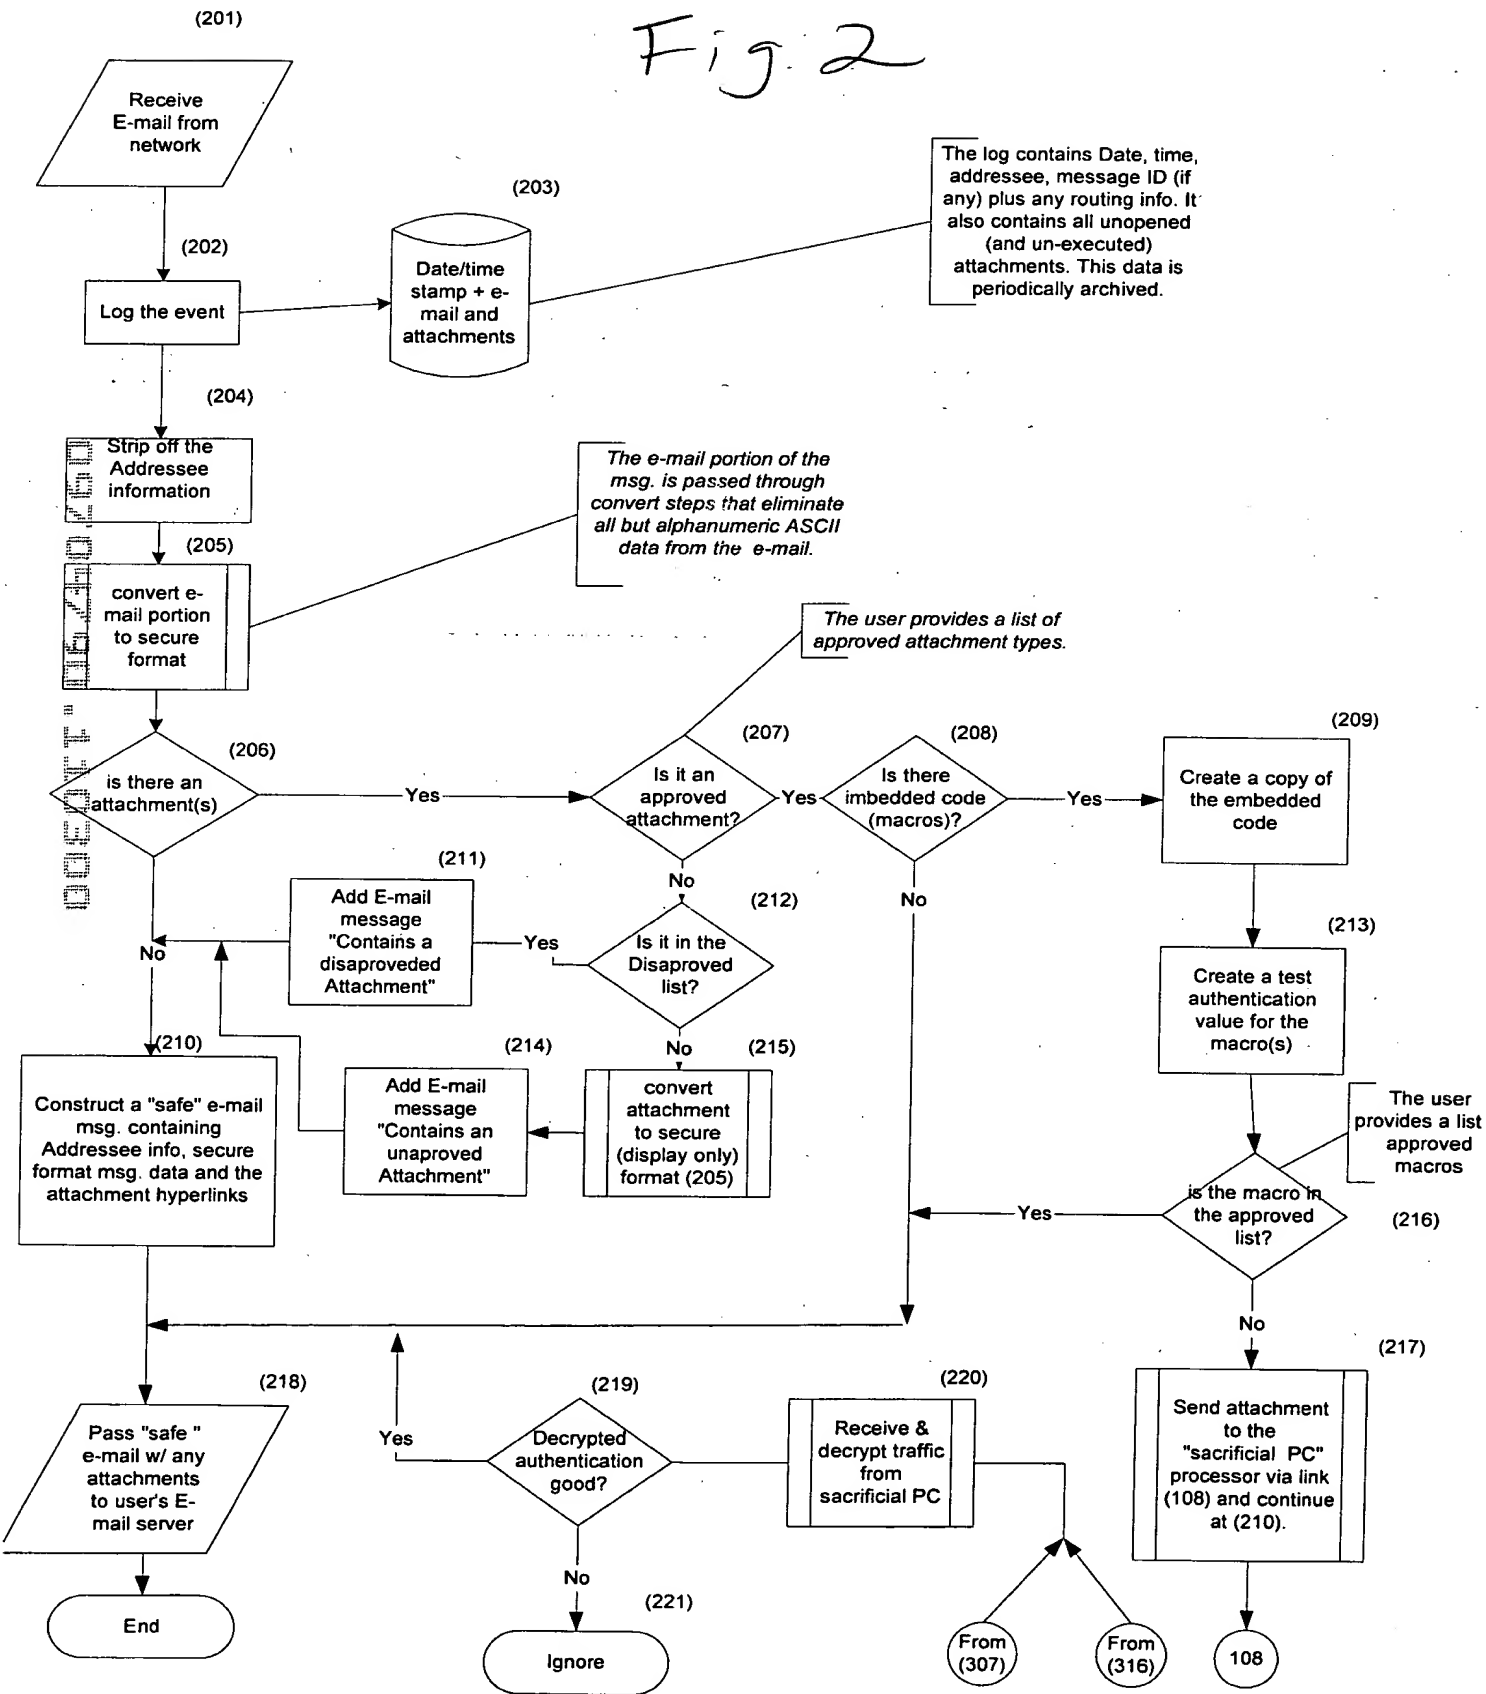 (201)
Fig. 2
Receive
E-mail from
network
(202)
Log the event
(203)
Date/time
stamp + e-
mail and
attachments
The log contains Date, time,
addressee, message ID (if
any) plus any routing info. It
also contains all unopened
(and un-executed)
attachments. This data is
periodically archived.
(204)
Strip off the
Addressee
information
The e-mail portion of the
msg. is passed through
convert steps that eliminate
all but alphanumeric ASCII
data from the e-mail.
(205)
convert e-
mail portion
to secure
format
The user provides a list of
approved attachment types.
(206)
is there an
attachment(s)
Yes
(207)
Is it an
approved
attachment?
Yes
(208)
Is there
imbedded code
(macros)?
Yes
(209)
Create a copy of
the embedded
code
(211)
Add E-mail
message
"Contains a
disaproveded
Attachment"
Yes
No
(212)
Is it in the
Disaproved
list?
No
No
(213)
Create a test
authentication
value for the
macro(s)
(210)
Construct a "safe" e-mail
msg. containing
Addressee info, secure
format msg. data and the
attachment hyperlinks
(214)
Add E-mail
message
"Contains an
unaproved
Attachment"
No
(215)
convert
attachment
to secure
(display only)
format (205)
The user
provides a list
approved
macros
is the macro in
the approved
list?
(216)
Yes
No
(217)
Send attachment
to the
"sacrificial PC"
processor via link
(108) and continue
at (210).
(218)
Pass "safe "
e-mail w/ any
attachments
to user's E-
mail server
End
Yes
(219)
Decrypted
authentication
good?
(220)
Receive &
decrypt traffic
from
sacrificial PC
No
(221)
Ignore
From
(307)
From
(316)
108